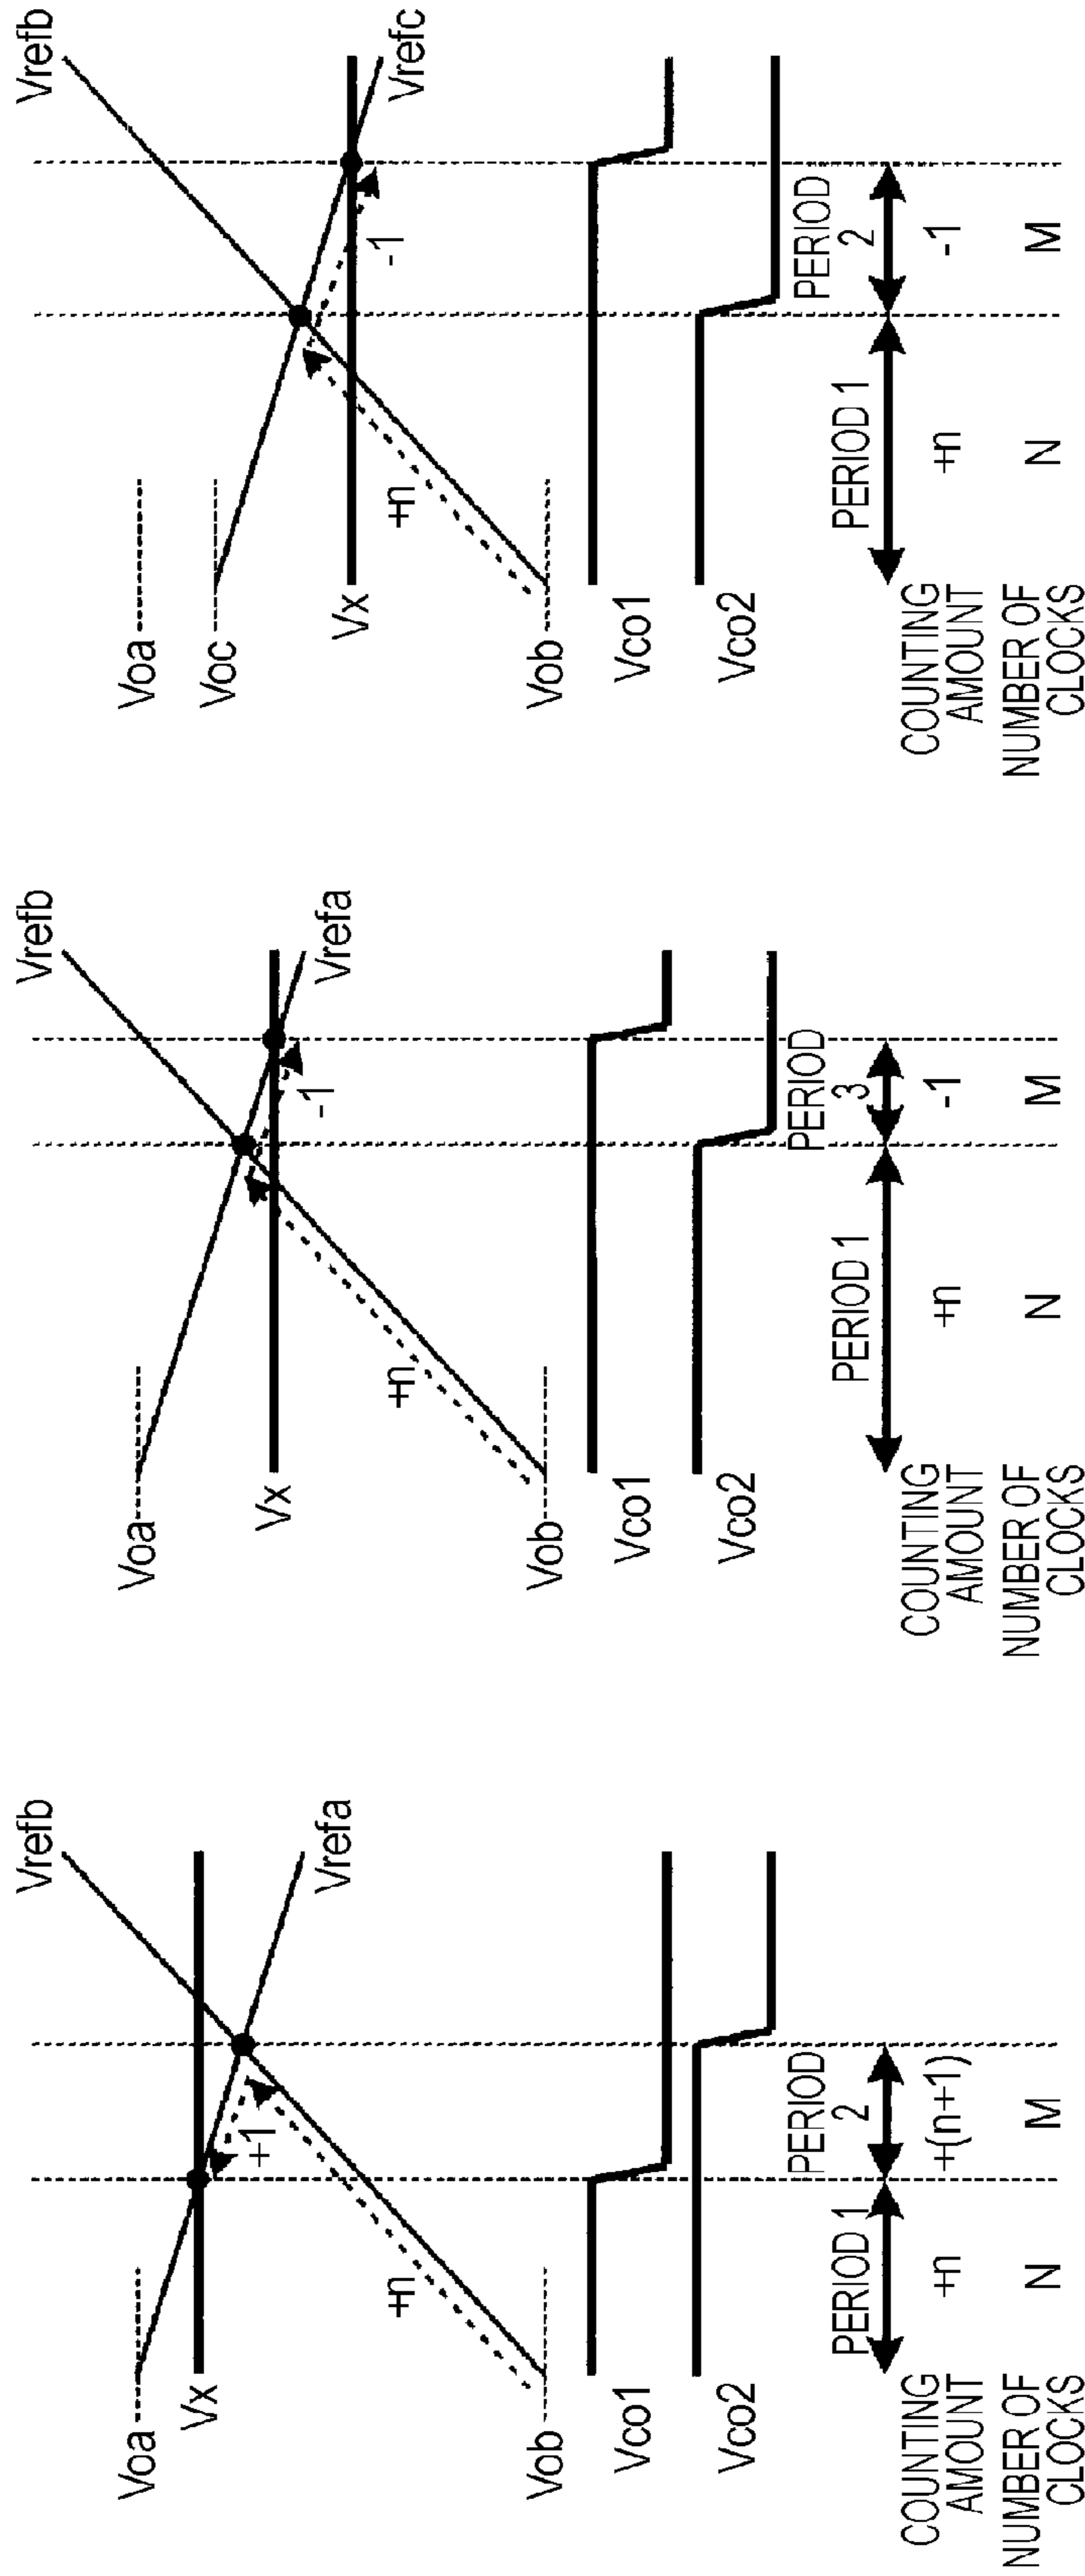 Vrefb
Voa
Vx
+1
Vrefa
+n
Vob
Vco1
Vco2
PERIOD 1
PERIOD
2
COUNTING
AMOUNT
+n
+(n+1)
NUMBER OF
CLOCKS
N
M
Vrefb
Voa
Vx
-1
Vrefa
+n
Vob
Vco1
Vco2
PERIOD 1
PERIOD
3
COUNTING
AMOUNT
+n
-1
NUMBER OF
CLOCKS
N
M
Vrefb
Voa
Voc
Vx
-1
Vrefc
+n
Vob
Vco1
Vco2
PERIOD 1
PERIOD
2
COUNTING
AMOUNT
+n
-1
NUMBER OF
CLOCKS
N
M